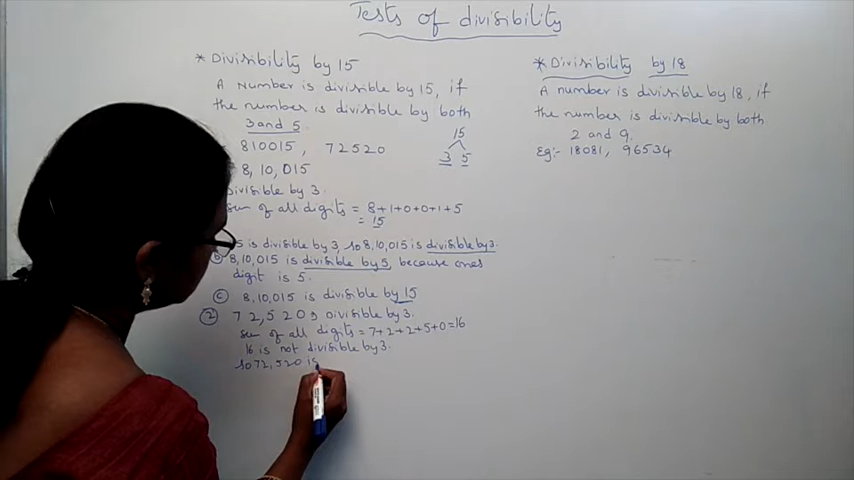 Tests of divisibility
* Divisibility by 15
A Number is divisible by 15, if
the number is divisible by both
3 and 5.
810015, 72520
15
3 5
8,10,015
divisible by 3.
sum of all digits = 8+1+0+0+1+5
= 15
5 is divisible by 3, so 8,10,015 is divisible by 3.
b 8,10,015 is divisible by 5, because ones
digit is 5.
c 8,10,015 is divisible by 15
2 72,520 divisible by 3.
sum of all digits = 7+2+2+5+0=16
16 is not divisible by 3.
so 72,520 is
* Divisibility by 18
A number is divisible by 18, if
the number is divisible by both
2 and 9.
Eg:- 18081, 96534